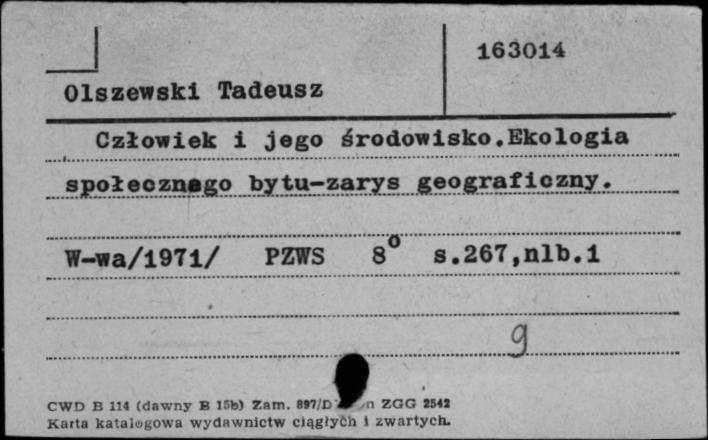 163014
Olszewski Tadeusz
Człowiek i jego środowisko.Ekologia
społecznego bytu-zarys geograficzny.
W-wa/1971/ PZWS 8° s.267,nlb.1
9
CWD B 114 (dawny B 15b) Zam. 897/D n ZGG 2542
Karta katalogowa wydawnictw ciągłych i zwartych.